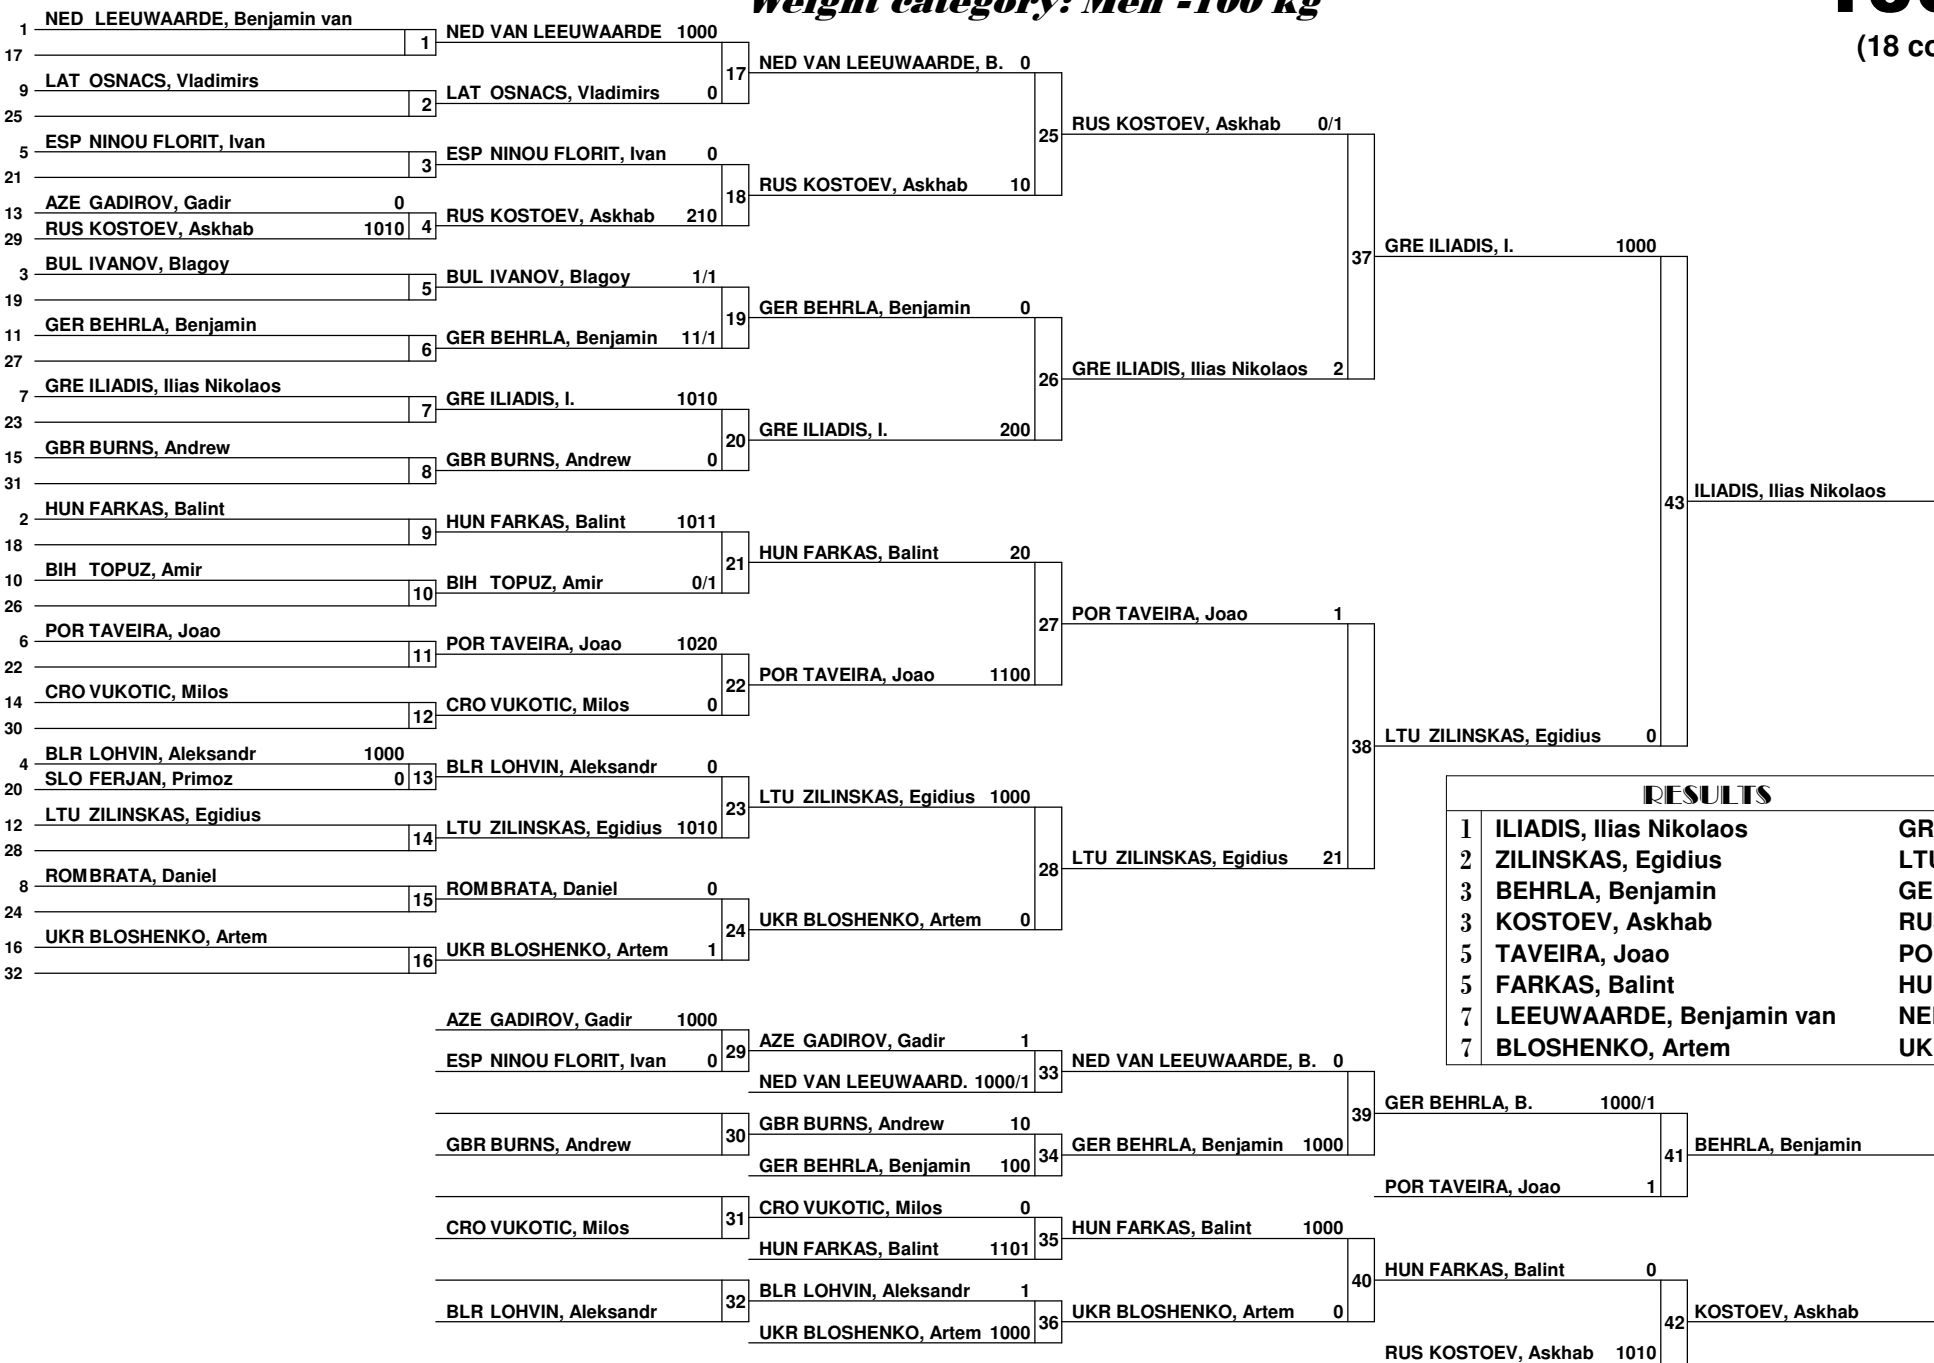 Weight category: Men -100 kg
(18 co
1 NED LEEUWAARDE, Benjamin van
17
1
9 LAT OSNACS, Vladimirs
25
2
5 ESP NINOU FLORIT, Ivan
21
3
13 AZE GADIROV, Gadir 0
29 RUS KOSTOEV, Askhab 1010
4
3 BUL IVANOV, Blagoy
19
5
11 GER BEHRLA, Benjamin
27
6
7 GRE ILIADIS, Ilias Nikolaos
23
7
15 GBR BURNS, Andrew
31
8
2 HUN FARKAS, Balint
18
9
10 BIH TOPUZ, Amir
26
10
6 POR TAVEIRA, Joao
22
11
14 CRO VUKOTIC, Milos
30
12
4 BLR LOHVIN, Aleksandr 1000
20 SLO FERJAN, Primoz 0
13
12 LTU ZILINSKAS, Egidius
28
14
8 ROM BRATA, Daniel
24
15
16 UKR BLOSHENKO, Artem
32
16
NED VAN LEEUWAARDE 1000
17
LAT OSNACS, Vladimirs 0
ESP NINOU FLORIT, Ivan 0
18
RUS KOSTOEV, Askhab 210
BUL IVANOV, Blagoy 1/1
19
GER BEHRLA, Benjamin 11/1
GRE ILIADIS, I. 1010
20
GBR BURNS, Andrew 0
HUN FARKAS, Balint 1011
21
BIH TOPUZ, Amir 0/1
POR TAVEIRA, Joao 1020
22
CRO VUKOTIC, Milos 0
BLR LOHVIN, Aleksandr 0
23
LTU ZILINSKAS, Egidius 1010
ROM BRATA, Daniel 0
24
UKR BLOSHENKO, Artem 1
NED VAN LEEUWAARDE, B. 0
25
RUS KOSTOEV, Askhab 10
GER BEHRLA, Benjamin 0
26
GRE ILIADIS, I. 200
HUN FARKAS, Balint 20
27
POR TAVEIRA, Joao 1100
LTU ZILINSKAS, Egidius 1000
28
UKR BLOSHENKO, Artem 0
RUS KOSTOEV, Askhab 0/1
37
GRE ILIADIS, Ilias Nikolaos 2
POR TAVEIRA, Joao 1
38
LTU ZILINSKAS, Egidius 21
GRE ILIADIS, I. 1000
43
LTU ZILINSKAS, Egidius 0
ILIADIS, Ilias Nikolaos
RESULTS
1 ILIADIS, Ilias Nikolaos GR
2 ZILINSKAS, Egidius LTU
3 BEHRLA, Benjamin GE
3 KOSTOEV, Askhab RUS
5 TAVEIRA, Joao PO
5 FARKAS, Balint HU
7 LEEUWAARDE, Benjamin van NE
7 BLOSHENKO, Artem UK
AZE GADIROV, Gadir 1000
29
ESP NINOU FLORIT, Ivan 0
30
GBR BURNS, Andrew
31
CRO VUKOTIC, Milos
32
BLR LOHVIN, Aleksandr
AZE GADIROV, Gadir 1
33
NED VAN LEEUWAARD. 1000/1
GBR BURNS, Andrew 10
34
GER BEHRLA, Benjamin 100
CRO VUKOTIC, Milos 0
35
HUN FARKAS, Balint 1101
BLR LOHVIN, Aleksandr 1
36
UKR BLOSHENKO, Artem 1000
NED VAN LEEUWAARDE, B. 0
39
GER BEHRLA, Benjamin 1000
HUN FARKAS, Balint 1000
40
UKR BLOSHENKO, Artem 0
GER BEHRLA, B. 1000/1
41
POR TAVEIRA, Joao 1
HUN FARKAS, Balint 0
42
RUS KOSTOEV, Askhab 1010
BEHRLA, Benjamin
KOSTOEV, Askhab